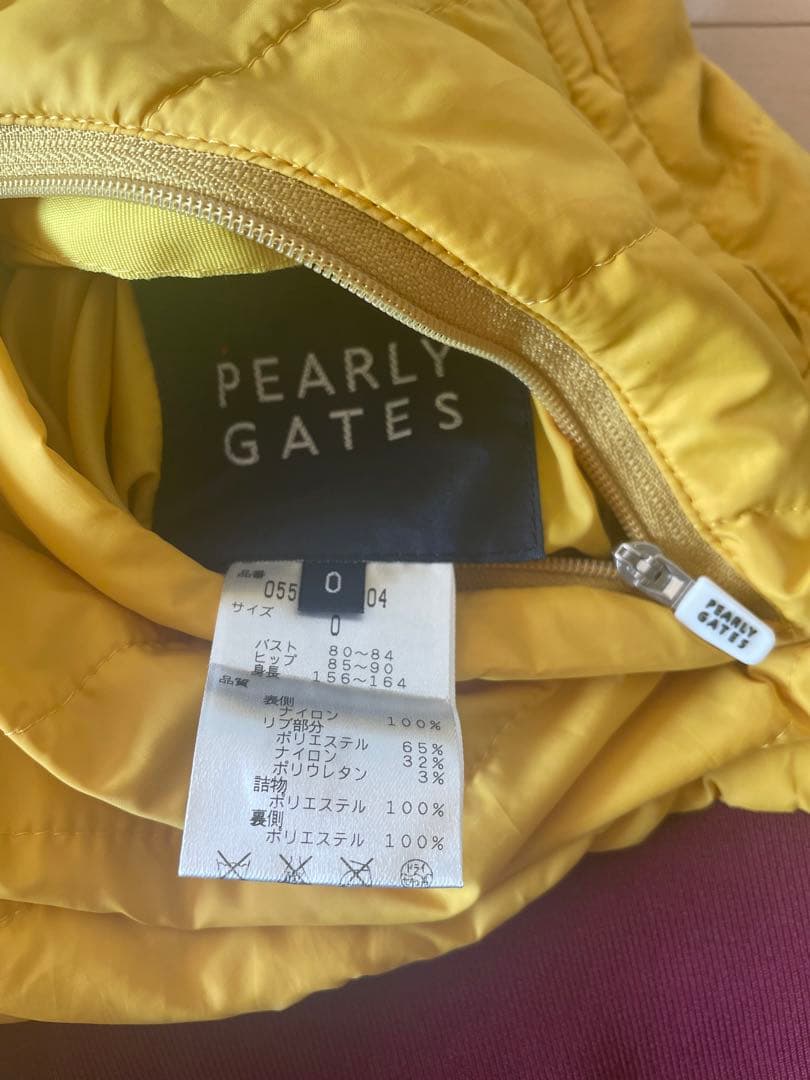 PEARLY
GATES
PEARLY
GATES
品番
055 0 04
サイズ
0
バスト 80～84
ヒップ 85～90
身長 156～164
品質
表側
ナイロン 100%
リブ部分
ポリエステル 65%
ナイロン 32%
ポリウレタン 3%
詰物
ポリエステル 100%
裏側
ポリエステル 100%
ドライ